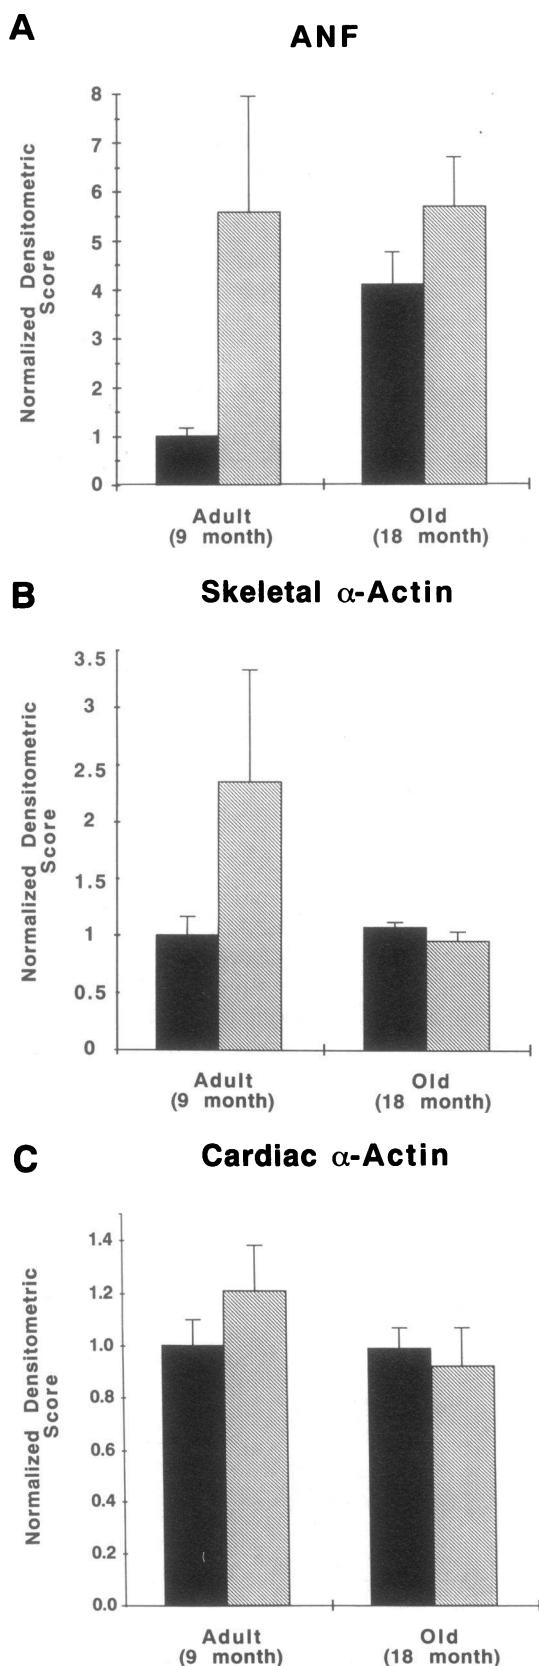 A
ANF
Normalized Densitometric
Score
8
7
6
5
4
3
2
1
0
Adult
(9 month)
Old
(18 month)
B
Skeletal α-Actin
Normalized Densitometric
Score
3.5
3
2.5
2
1.5
1
0.5
0
Adult
(9 month)
Old
(18 month)
C
Cardiac α-Actin
Normalized Densitometric
Score
1.4
1.2
1.0
0.8
0.6
0.4
0.2
0.0
Adult
(9 month)
Old
(18 month)